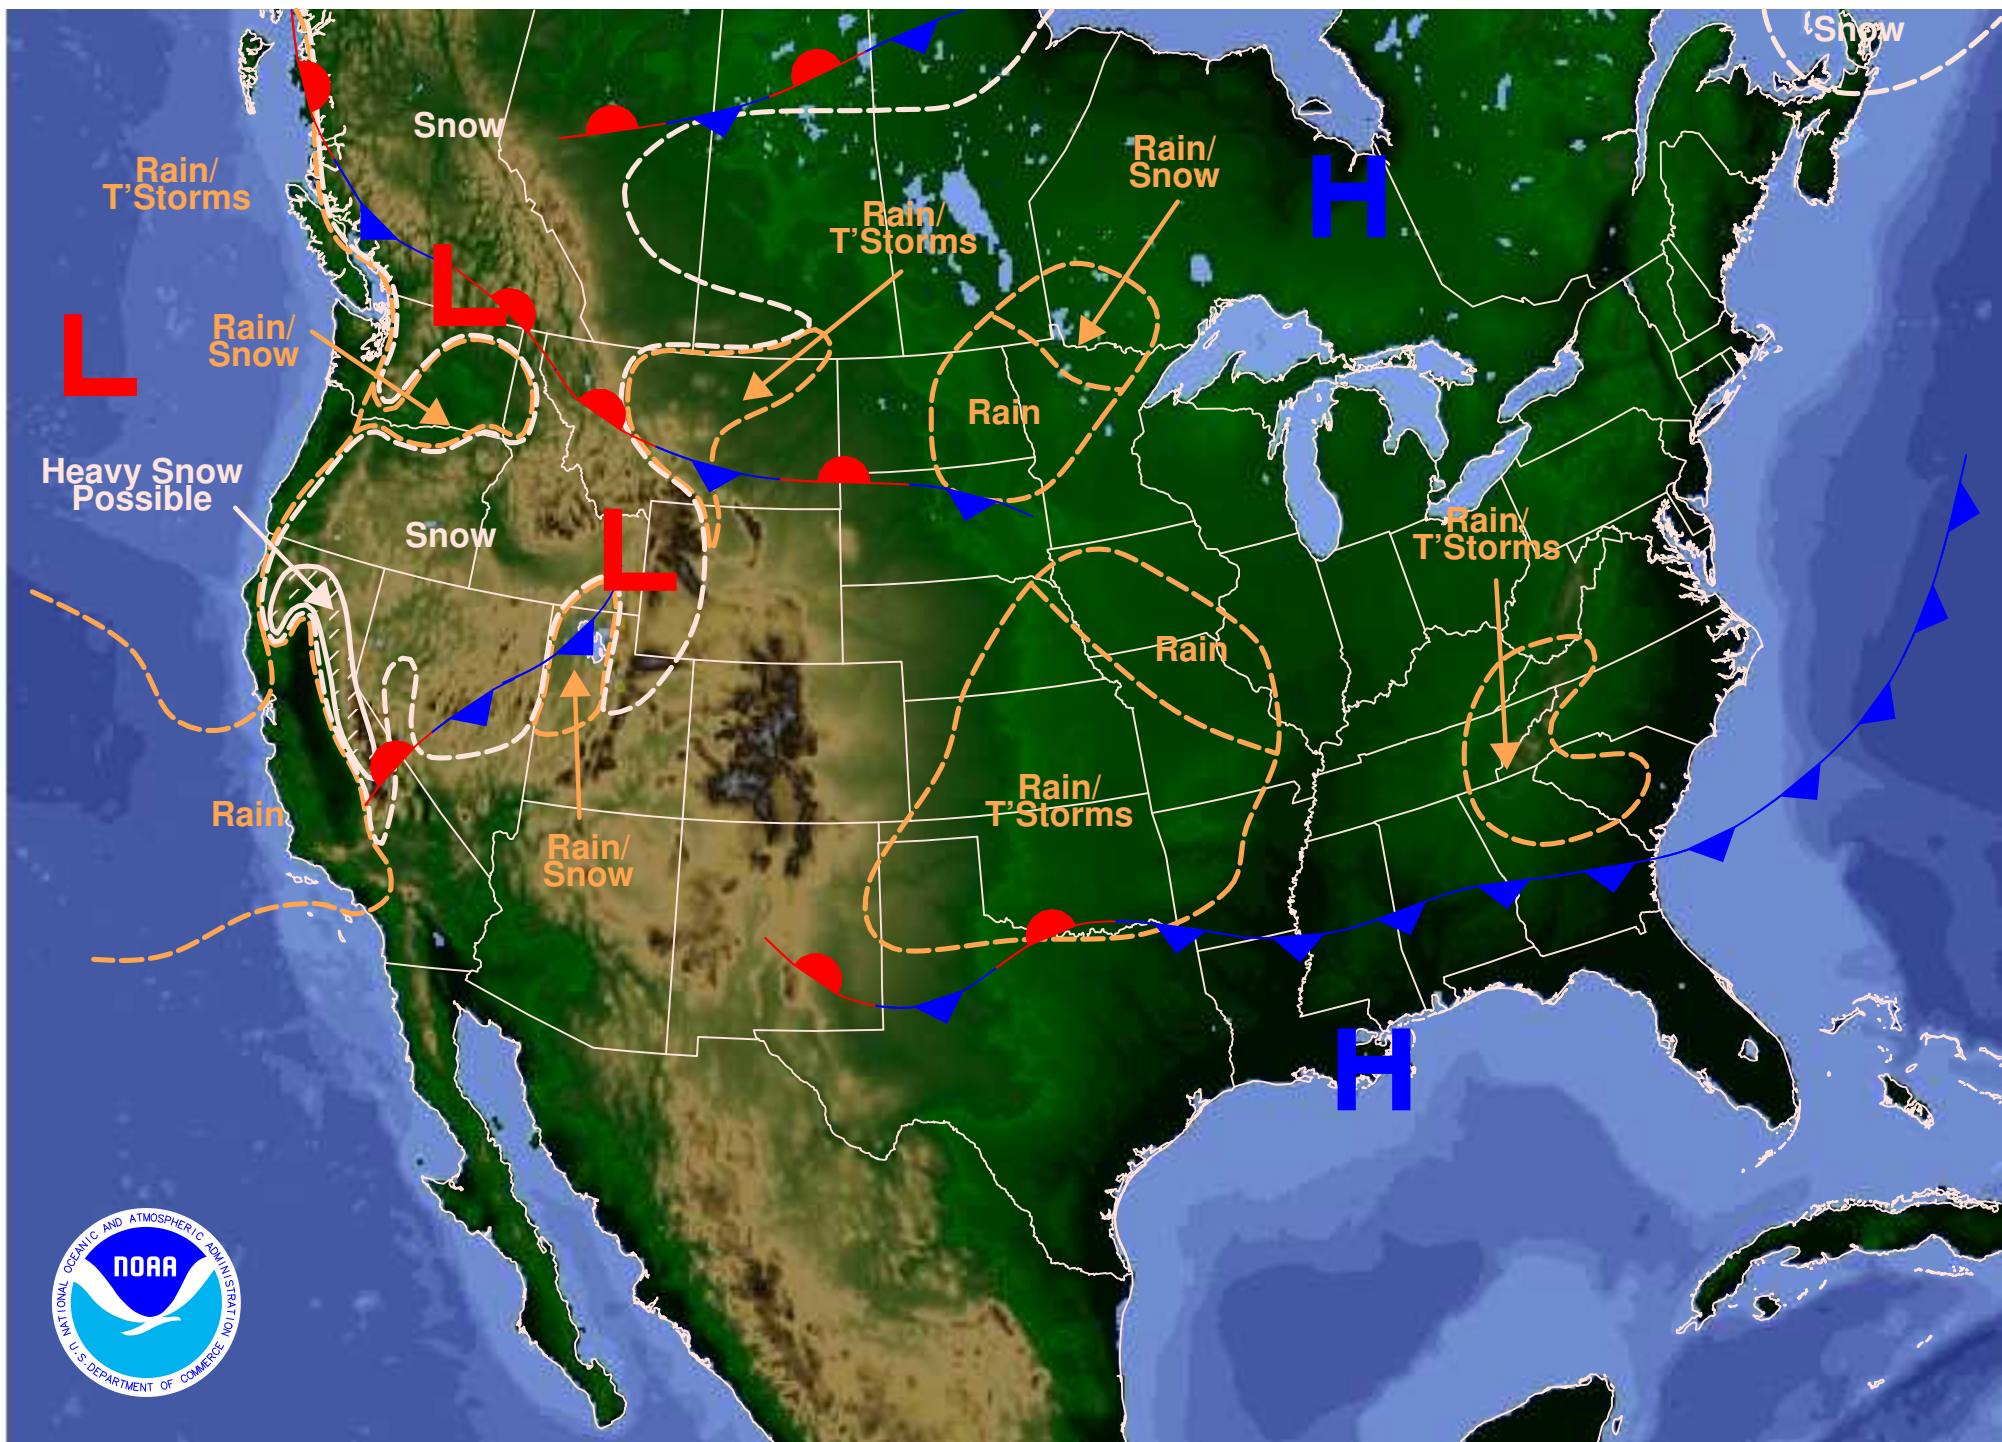 Snow
Snow
Rain/
T'Storms
Rain/
Snow
Rain/
T'Storms
H
L
L
Rain/
Snow
Rain
Heavy Snow
Possible
Snow
L
Rain/
T'Storms
Rain
Rain
Rain/
T'Storms
Rain/
Snow
H
NATIONAL OCEANIC AND ATMOSPHERIC ADMINISTRATION
NOAA
U.S. DEPARTMENT OF COMMERCE